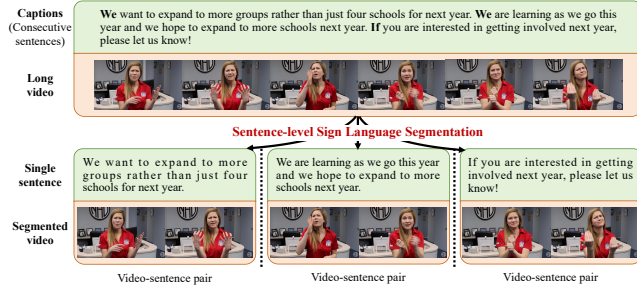 Captions
(Consecutive
sentences)
We want to expand to more groups rather than just four schools for next year. We are learning as we go this
year and we hope to expand to more schools next year. If you are interested in getting involved next year,
please let us know!
Long
video
Sentence-level Sign Language Segmentation
Single
sentence
We want to expand to more
groups rather than just four
schools for next year.
We are learning as we go this year
and we hope to expand to more
schools next year.
If you are interested in getting
involved next year, please let us
know!
Segmented
video
Video-sentence pair
Video-sentence pair
Video-sentence pair